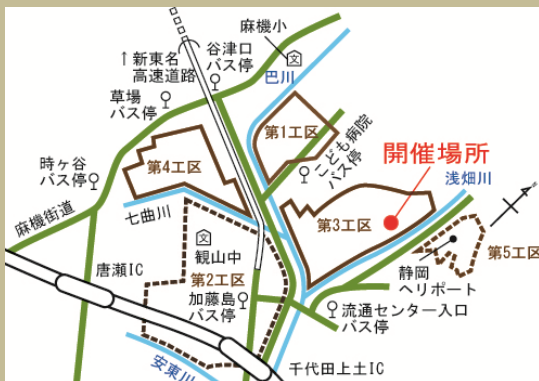 麻機小
文
↑新東名
高速道路
谷津口
バス停
巴川
草場
バス停
第1工区
こども病院
バス停
開催場所
時ヶ谷
バス停
第4工区
浅畑川
麻機街道
七曲川
第3工区
文
観山中
第5工区
唐瀬IC
第2工区
静岡
ヘリポート
加藤島
バス停
流通センター入口
バス停
安東川
千代田上土IC